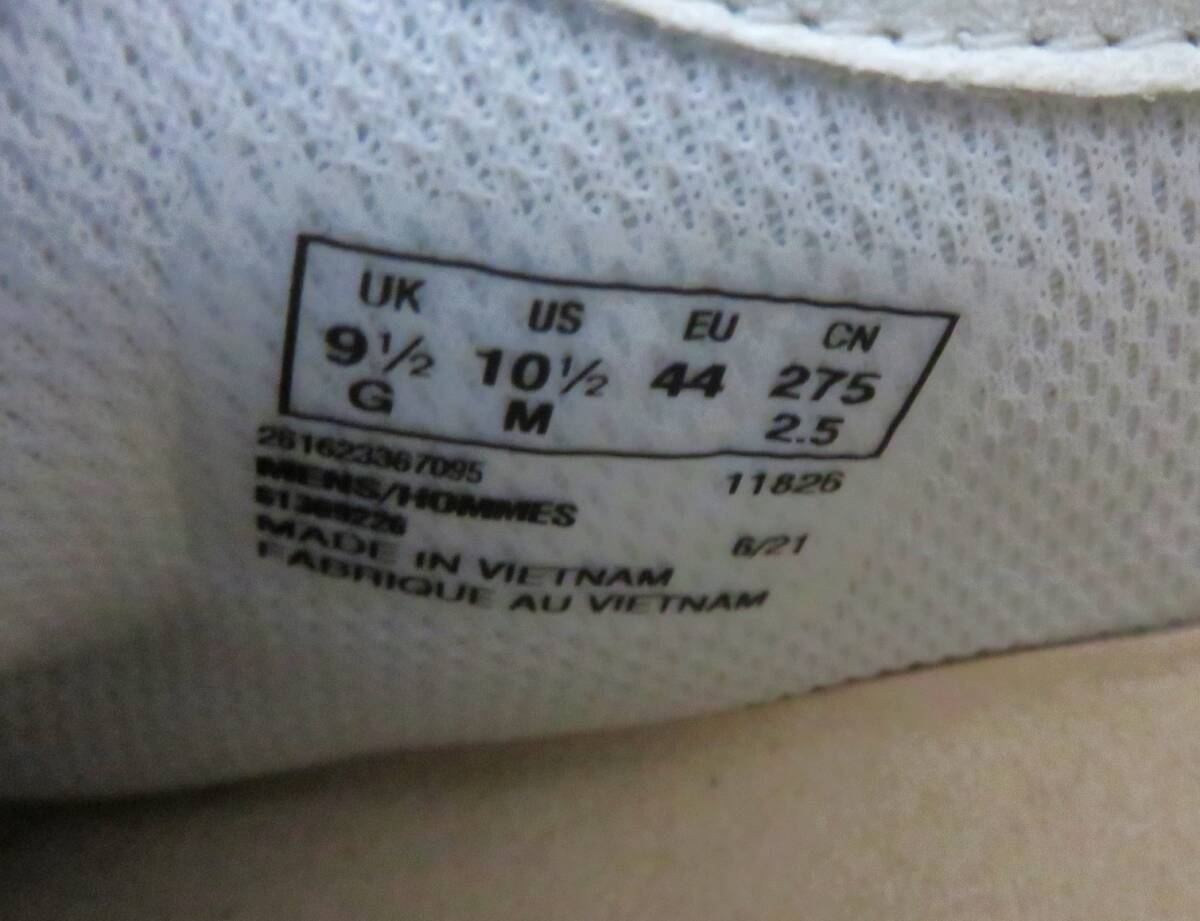 UK US EU CN
9½ 10½ 44 275
G M 2.5
261623367095 11826
MENS/HOMMES
6/21
MADE IN VIETNAM
FABRIQUE AU VIETNAM